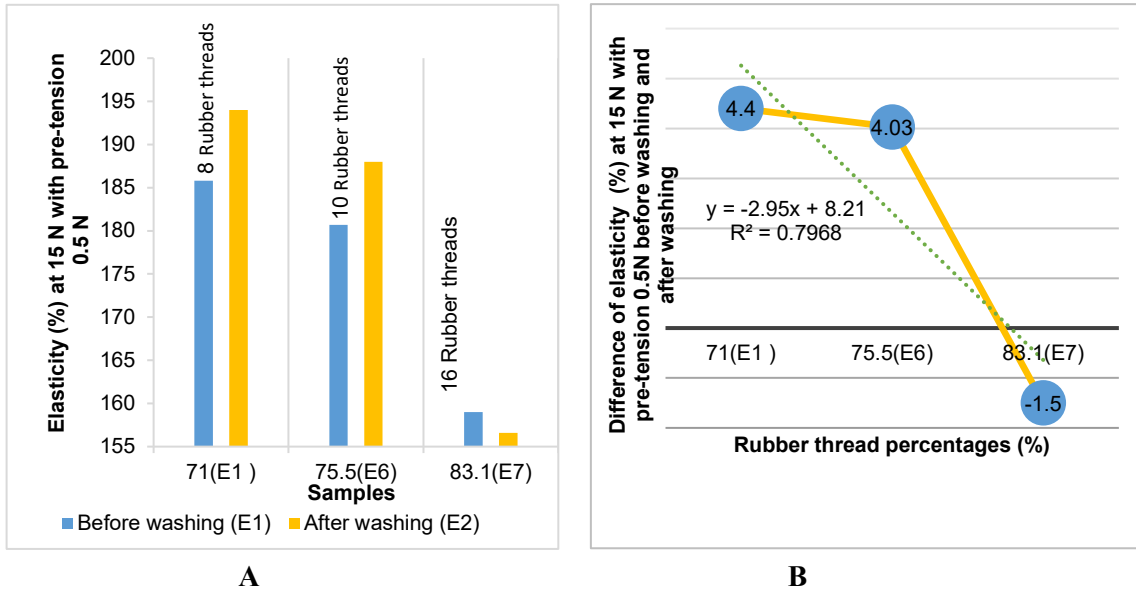 Elasticity (%) at 15 N with pre-tension
0.5 N
200
195
190
185
180
175
170
165
160
155
8 Rubber threads
10 Rubber threads
16 Rubber threads
71(E1 )
75.5(E6)
83.1(E7)
Samples
Before washing (E1)
After washing (E2)
A
Difference of elasticity (%) at 15 N with
pre-tension 0.5N before washing and
after washing
4.4
4.03
-1.5
y = -2.95x + 8.21
R² = 0.7968
71(E1 )
75.5(E6)
83.1(E7)
Rubber thread percentages (%)
B